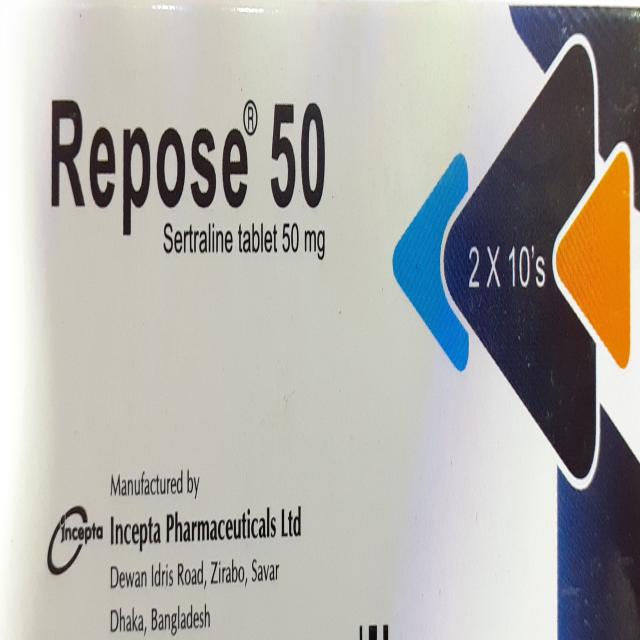 Repose® 50
Sertraline tablet 50 mg
2 X 10's
Manufactured by
incepta
Incepta Pharmaceuticals Ltd
Dewan Idris Road, Zirabo, Savar
Dhaka, Bangladesh